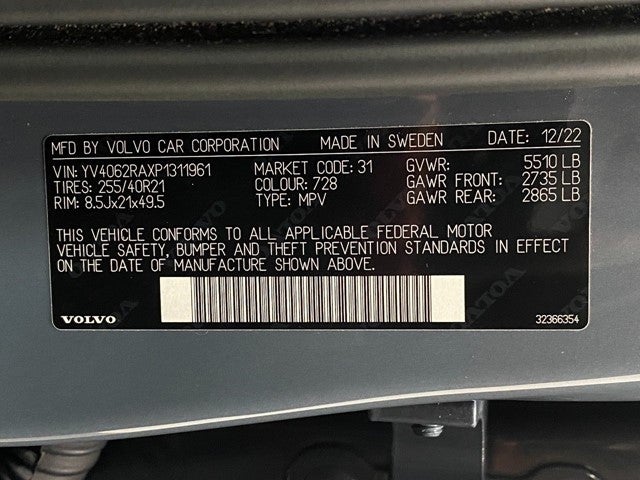 MFD BY VOLVO CAR CORPORATION MADE IN SWEDEN DATE: 12/22
VIN: YV4062RAXP1311961 MARKET CODE: 31 GVWR: 5510 LB
TIRES: 255/40R21 COLOUR: 728 GAWR FRONT: 2735 LB
RIM: 8.5Jx21x49.5 TYPE: MPV GAWR REAR: 2865 LB
THIS VEHICLE CONFORMS TO ALL APPLICABLE FEDERAL MOTOR
VEHICLE SAFETY, BUMPER AND THEFT PREVENTION STANDARDS IN EFFECT
ON THE DATE OF MANUFACTURE SHOWN ABOVE.
VOLVO 32366354